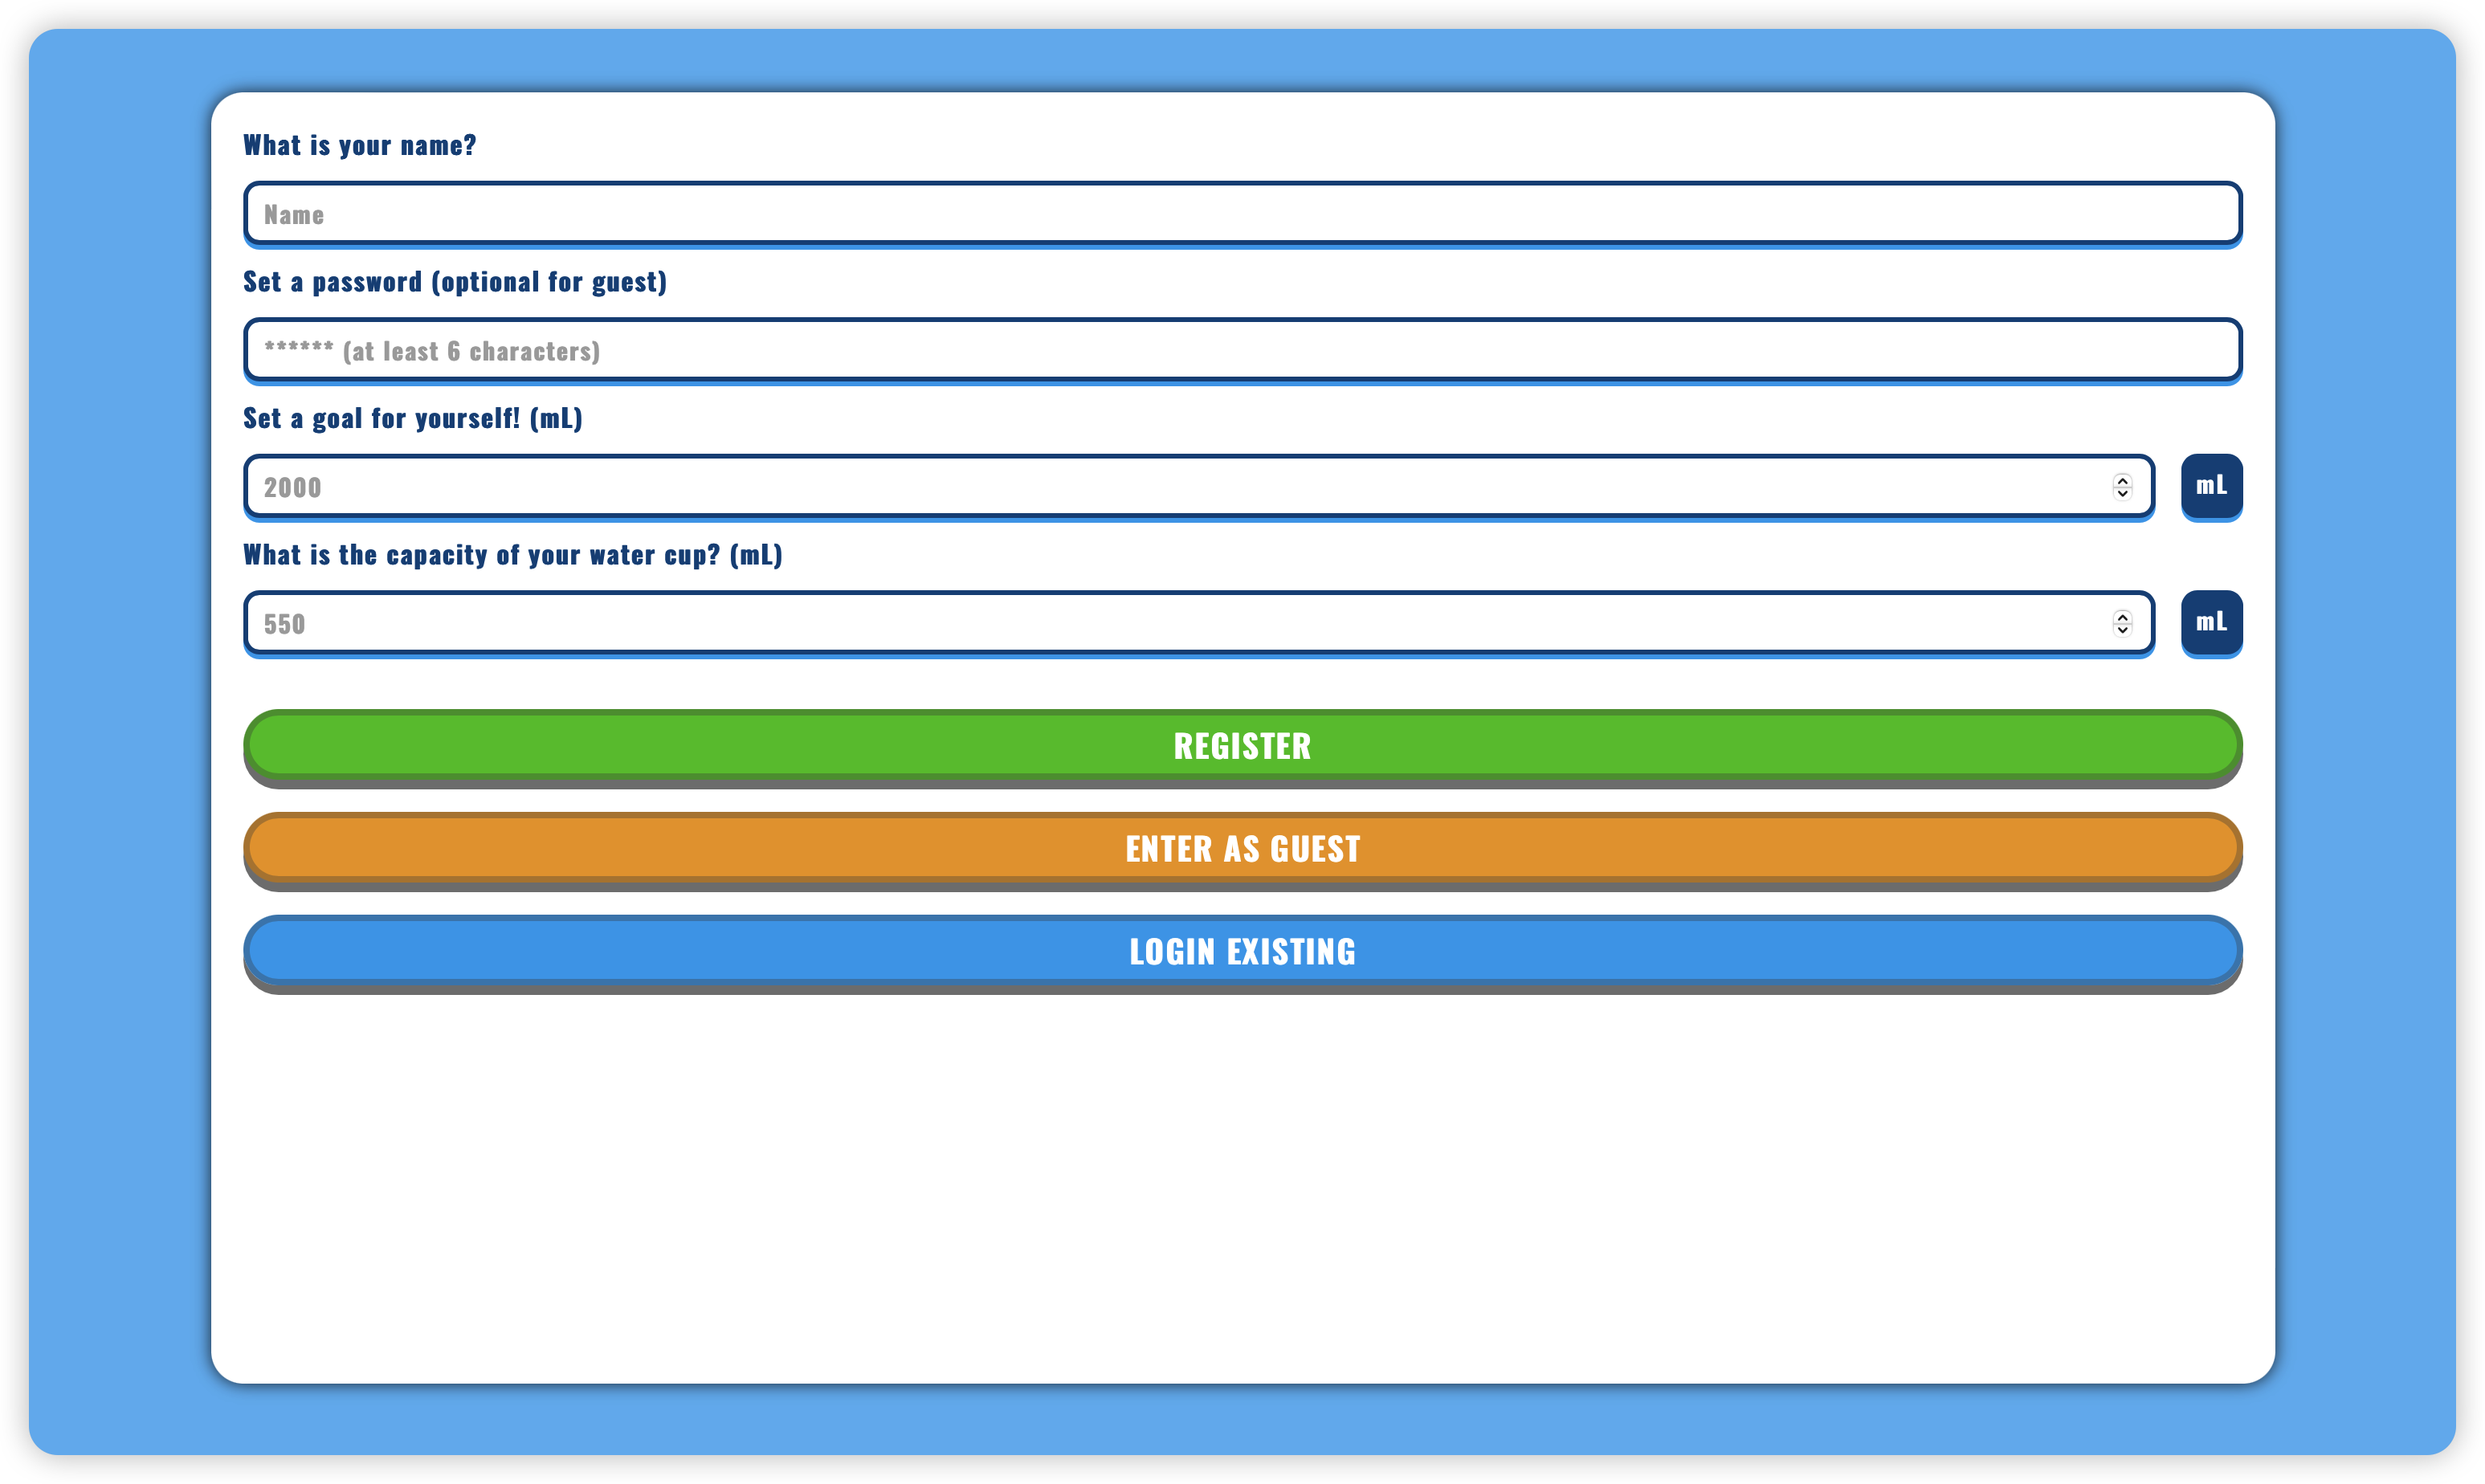 What is your name?
Name
Set a password (optional for guest)
****** (at least 6 characters)
Set a goal for yourself! (mL)
2000
mL
What is the capacity of your water cup? (mL)
550
mL
REGISTER
ENTER AS GUEST
LOGIN EXISTING